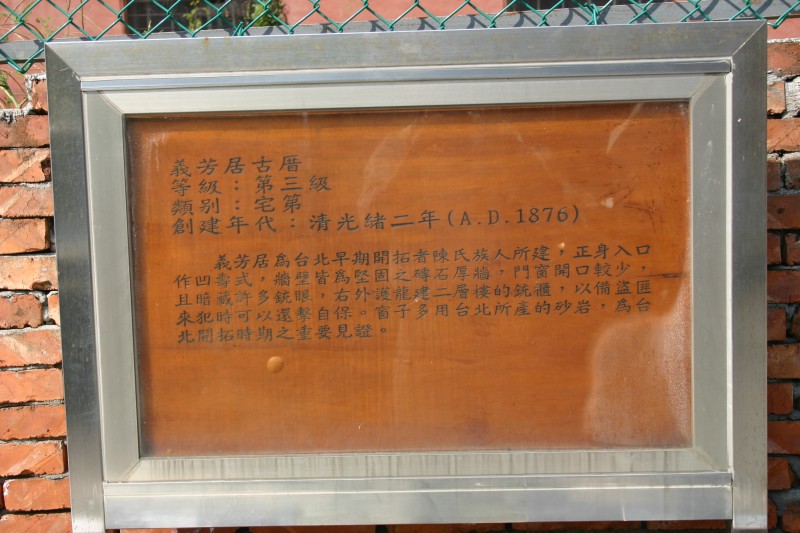 義芳居古厝
等級：第三級
類別：宅第
創建年代：清光緒二年(A.D.1876)
義芳居為台北早期開拓者陳氏族人所建，正身入口
作凹壽式，牆壁皆為堅固之磚石厚牆，門窗開口較少，
且暗藏許多銃眼，右外護龍建二層樓的銃櫃，以備盜匪
來犯時可以還擊自保。窗子多用台北所產的砂岩，為台
北開拓時期之重要見證。